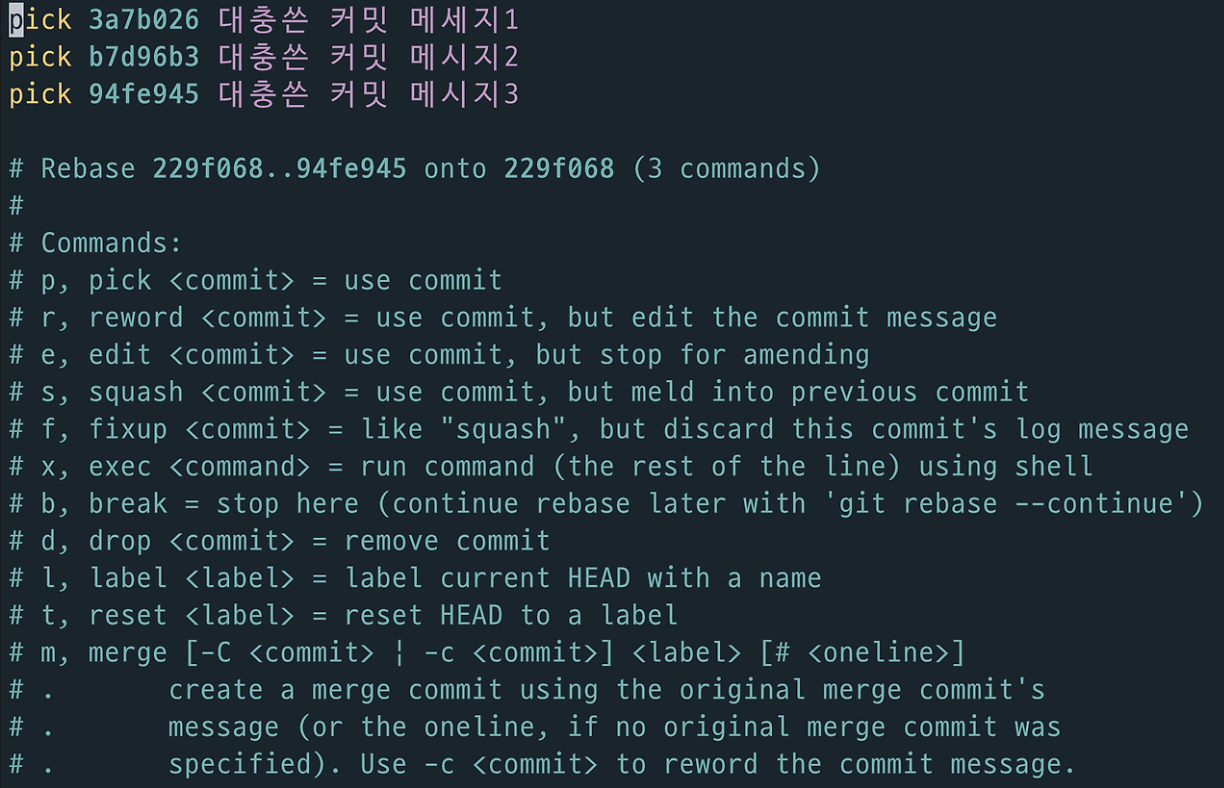 pick 3a7b026 대충쓴 커밋 메세지1
pick b7d96b3 대충쓴 커밋 메시지2
pick 94fe945 대충쓴 커밋 메시지3
# Rebase 229f068..94fe945 onto 229f068 (3 commands)
#
# Commands:
# p, pick <commit> = use commit
# r, reword <commit> = use commit, but edit the commit message
# e, edit <commit> = use commit, but stop for amending
# s, squash <commit> = use commit, but meld into previous commit
# f, fixup <commit> = like "squash", but discard this commit's log message
# x, exec <command> = run command (the rest of the line) using shell
# b, break = stop here (continue rebase later with 'git rebase --continue')
# d, drop <commit> = remove commit
# l, label <label> = label current HEAD with a name
# t, reset <label> = reset HEAD to a label
# m, merge [-C <commit> | -c <commit>] <label> [# <oneline>]
# .       create a merge commit using the original merge commit's
# .       message (or the oneline, if no original merge commit was
# .       specified). Use -c <commit> to reword the commit message.